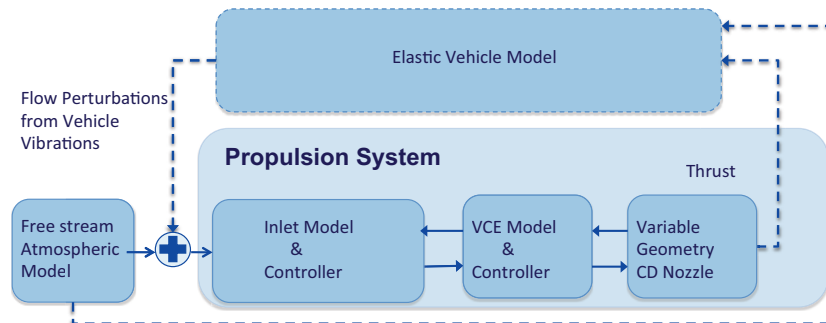 Elastic Vehicle Model
Flow Perturbations
from Vehicle
Vibrations
Propulsion System
Thrust
Free stream
Atmospheric
Model
Inlet Model
&
Controller
VCE Model
&
Controller
Variable
Geometry
CD Nozzle